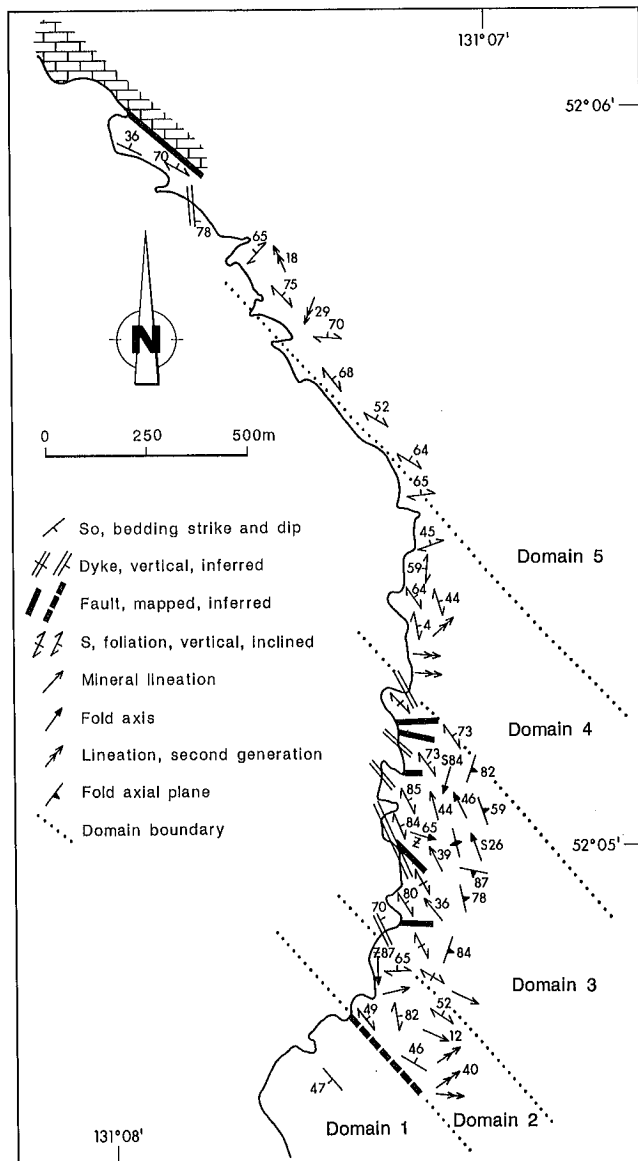 131° 07'
52° 06'
36
70
78
65
18
75
29
70
N
68
0 250 500m
52
64
65
So, bedding strike and dip
45
Domain 5
Dyke, vertical, inferred
59
Fault, mapped, inferred
64
44
4
S, foliation, vertical, inclined
Mineral lineation
Domain 4
Fold axis
73
73
S84
82
Lineation, second generation
85
44
46
59
Fold axial plane
84
65
Z
S26
52° 05'
Domain boundary
39
87
80
36
78
70
Z87
65
84
Domain 3
49
82
52
12
46
40
47
Domain 1
Domain 2
131° 08'